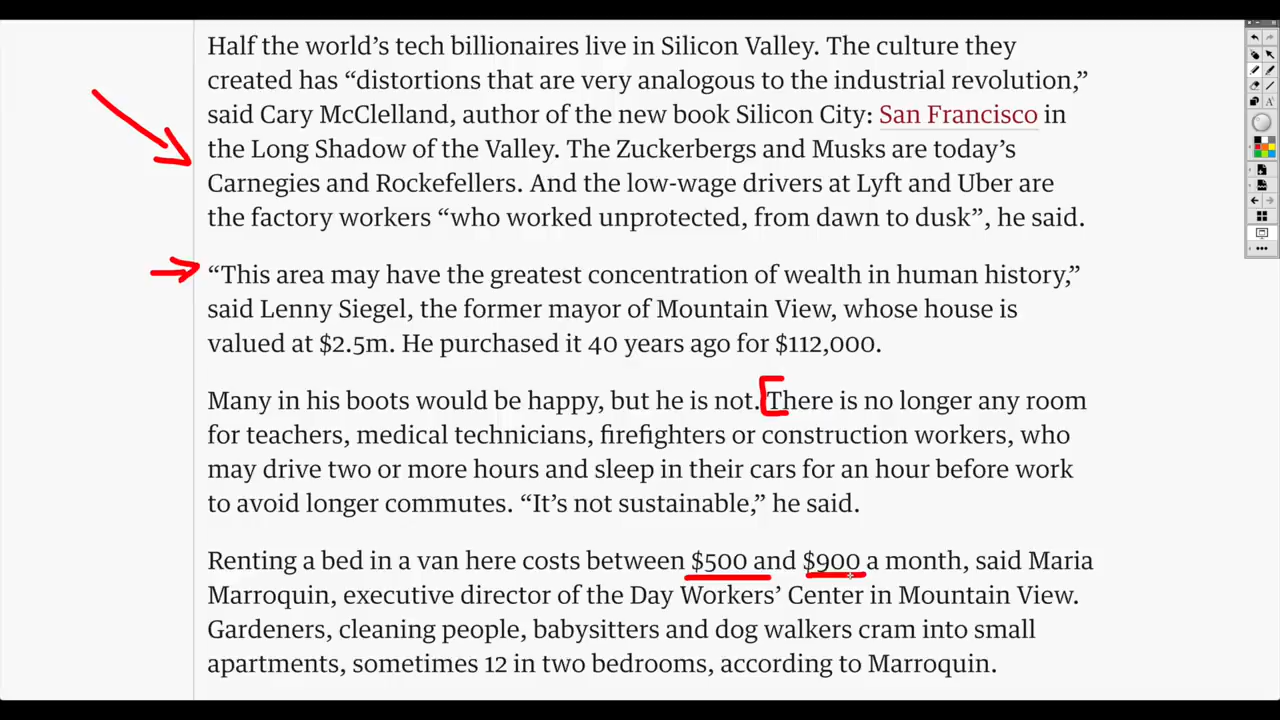 Half the world’s tech billionaires live in Silicon Valley. The culture they
created has “distortions that are very analogous to the industrial revolution,”
said Cary McClelland, author of the new book Silicon City: San Francisco in
the Long Shadow of the Valley. The Zuckerbergs and Musks are today’s
Carnegies and Rockefellers. And the low-wage drivers at Lyft and Uber are
the factory workers “who worked unprotected, from dawn to dusk”, he said.
“This area may have the greatest concentration of wealth in human history,”
said Lenny Siegel, the former mayor of Mountain View, whose house is
valued at $2.5m. He purchased it 40 years ago for $112,000.
Many in his boots would be happy, but he is not. There is no longer any room
for teachers, medical technicians, firefighters or construction workers, who
may drive two or more hours and sleep in their cars for an hour before work
to avoid longer commutes. “It’s not sustainable,” he said.
Renting a bed in a van here costs between $500 and $900 a month, said Maria
Marroquin, executive director of the Day Workers’ Center in Mountain View.
Gardeners, cleaning people, babysitters and dog walkers cram into small
apartments, sometimes 12 in two bedrooms, according to Marroquin.